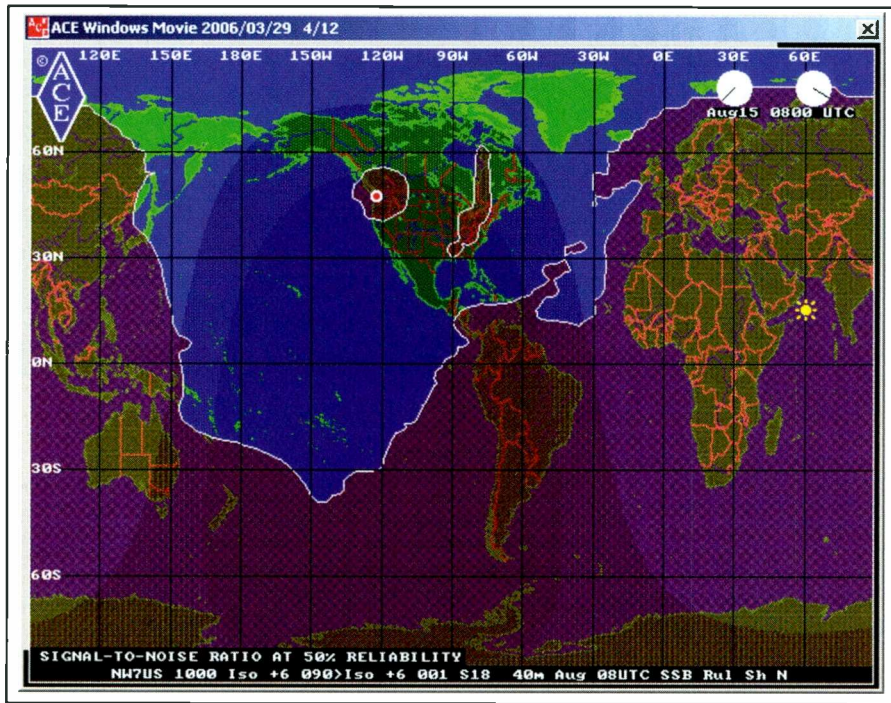 ACE Windows Movie 2006/03/29 4/12
©
ACE
120E 150E 180E 150W 120W 90W 60W 30W 0E 30E 60E
Aug15 0800 UTC
60N
30N
0N
30S
60S
SIGNAL-TO-NOISE RATIO AT 50% RELIABILITY
NW7US 1000 Iso +6 090>Iso +6 001 S18 40m Aug 08UTC SSB Rul Sh N